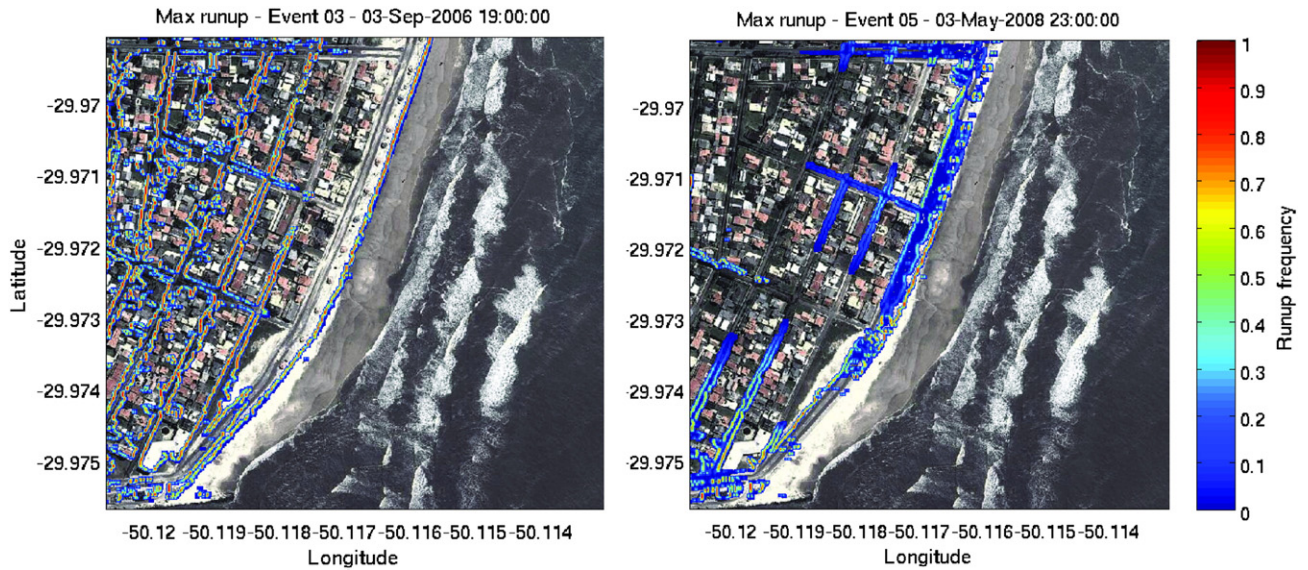 Max runup - Event 03 - 03-Sep-2006 19:00:00
Latitude
-29.97
-29.971
-29.972
-29.973
-29.974
-29.975
-50.12 -50.119 -50.118 -50.117 -50.116 -50.115 -50.114
Longitude
Max runup - Event 05 - 03-May-2008 23:00:00
-29.97
-29.971
-29.972
-29.973
-29.974
-29.975
-50.12 -50.119 -50.118 -50.117 -50.116 -50.115 -50.114
Longitude
1
0.9
0.8
0.7
0.6
0.5
0.4
0.3
0.2
0.1
0
Runup frequency